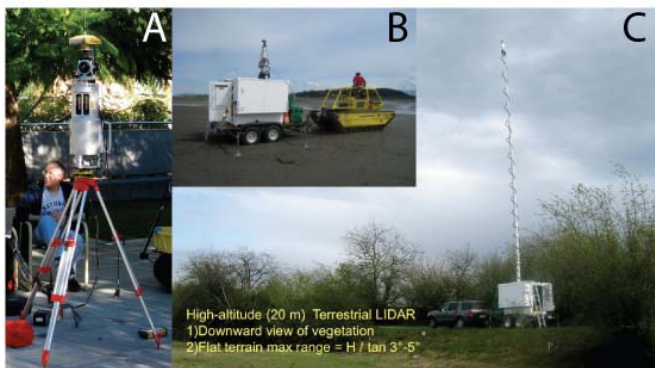 A
B
C
High-altitude (20 m) Terrestrial LIDAR
1)Downward view of vegetation
2)Flat terrain max range = H / tan 3°-5°